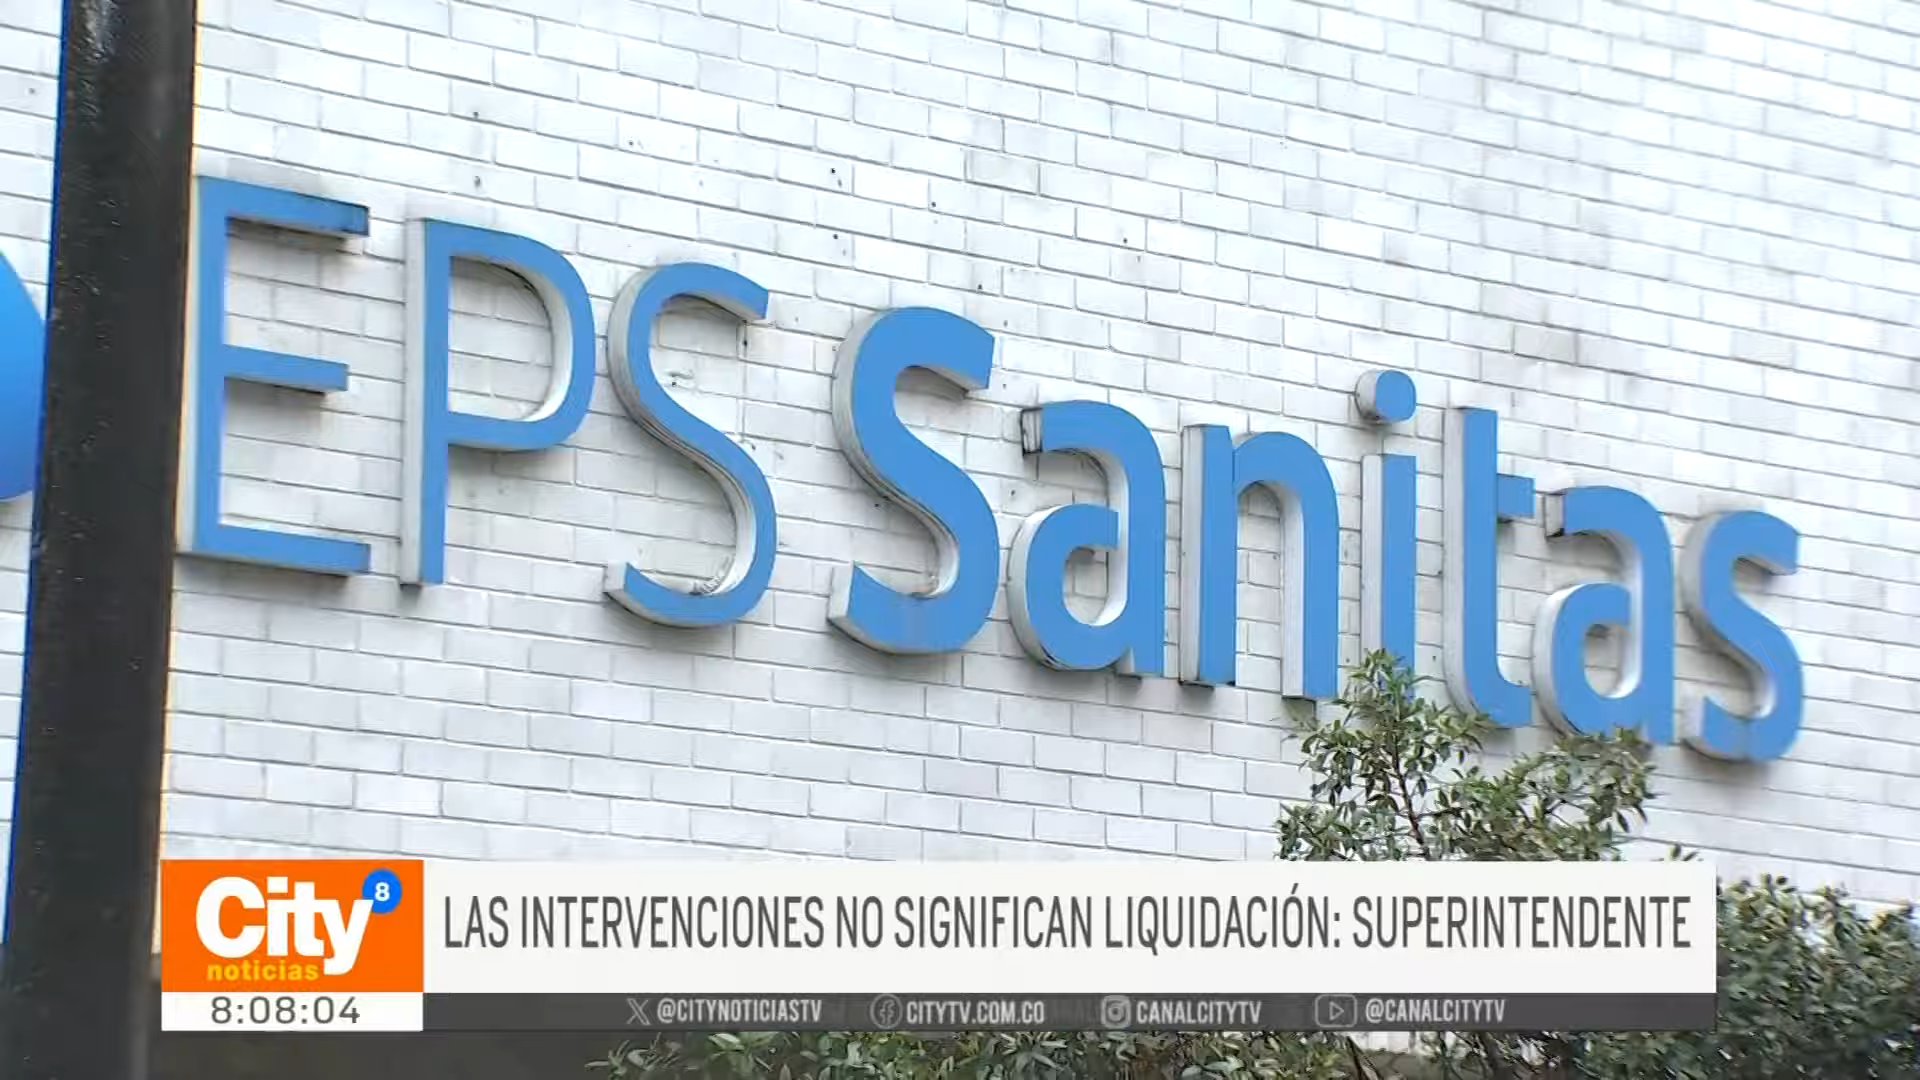 EPS Sanitas
City 8
noticias
LAS INTERVENCIONES NO SIGNIFICAN LIQUIDACIÓN: SUPERINTENDENTE
8:08:04
@CITYNOTICIASTV
CITYTV.COM.CO
CANALCITYTV
@CANALCITYTV